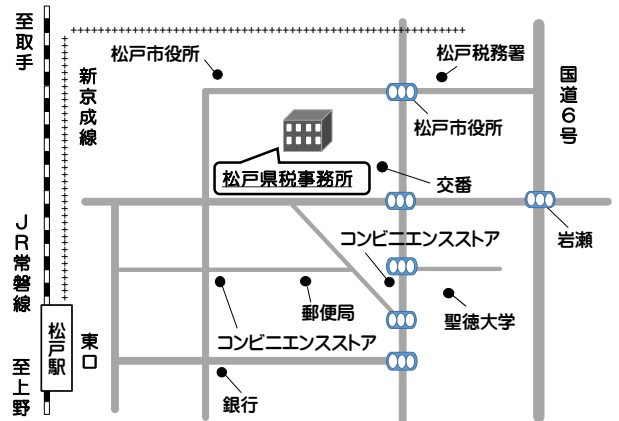 至取手
新京成線
松戸市役所
松戸税務署
国道6号
松戸市役所
松戸県税事務所
交番
JR常磐線
コンビニエンスストア
岩瀬
郵便局
聖徳大学
松戸駅
東口
コンビニエンスストア
至上野
銀行